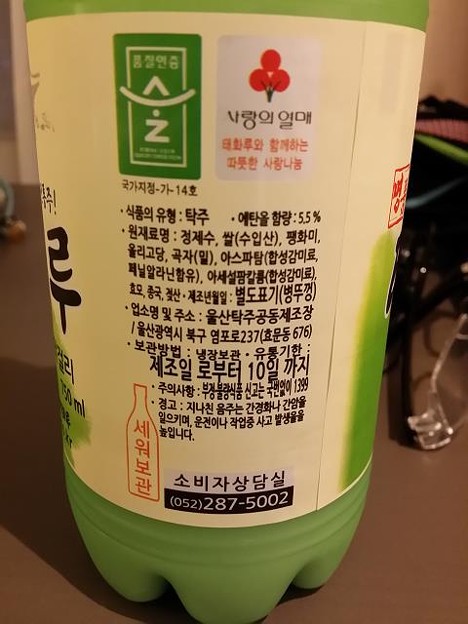 품질인증
술
사랑의 열매
태화루와 함께하는
따뜻한 사랑나눔
국가지정-가-14호
· 식품의 유형 : 탁주 · 에탄올 함량 : 5,5 %
· 원재료명 : 정제수, 쌀(수입산), 팽화미,
올리고당, 곡자(밀), 아스파탐(합성감미료,
페닐알라닌함유), 아세설팜칼륨(합성감미료,
효모, 종국, 젖산 · 제조년월일 : 별도표기(병뚜껑)
· 업소명 및 주소 : 울산탁주공동제조장
/ 울산광역시 북구 염포로237(효문동 676)
· 보관방법 : 냉장보관 · 유통기한 :
제조일 로부터 10일 까지
· 주의사항 : 부정·불량식품 신고는 국번없이 1399
· 경고 : 지나친 음주는 간경화나 간암을
일으키며, 운전이나 작업중 사고 발생율을
높입니다.
세워보관
소비자상담실
(052)287-5002
루
750 ml